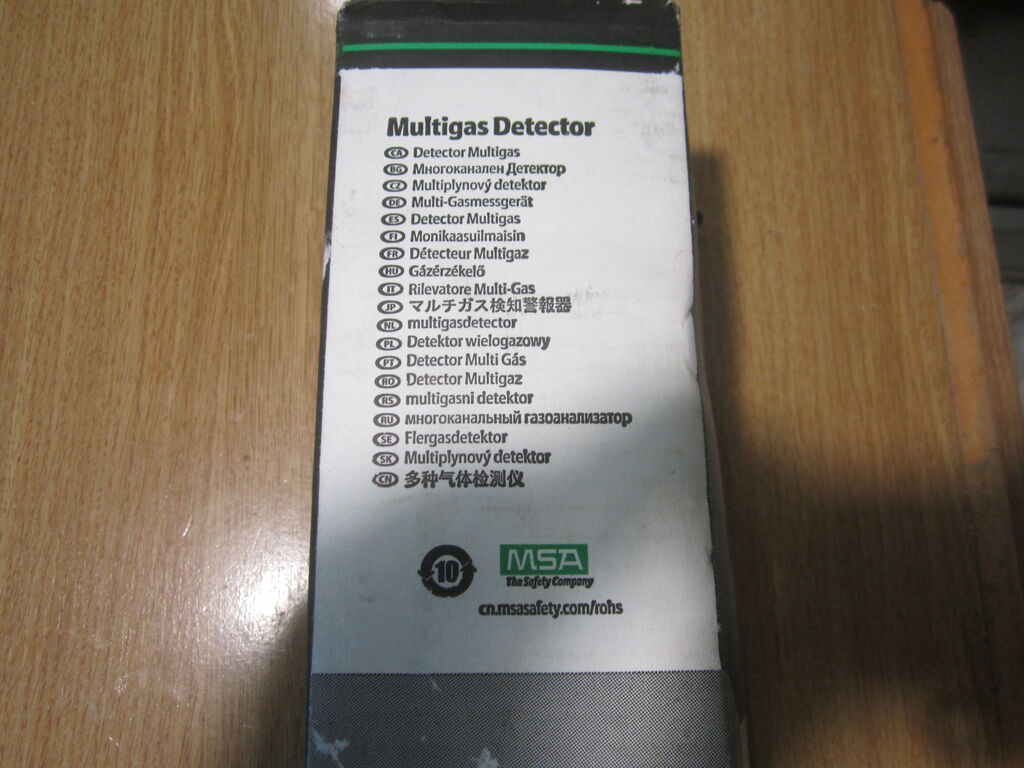 Multigas Detector
CA Detector Multigas
BG Многоканален Детектор
CZ Multiplynový detektor
DE Multi-Gasmessgerät
ES Detector Multigas
FI Monikaasuilmaisin
FR Détecteur Multigaz
HU Gázérzékelő
IT Rilevatore Multi-Gas
JP マルチガス検知警報器
NL multigasdetector
PL Detektor wielogazowy
PT Detector Multi Gás
RO Detector Multigaz
RS multigasni detektor
RU многоканальный газоанализатор
SE Flergasdetektor
SK Multiplynový detektor
CN 多种气体检测仪
10
MSA
The Safety Company
cn.msasafety.com/rohs